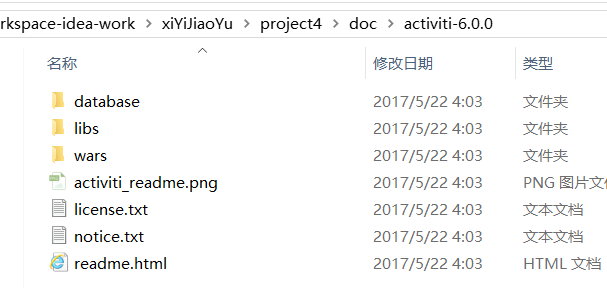 rkspace-idea-work › xiYiJiaoYu › project4 › doc › activiti-6.0.0
名称 修改日期 类型
database 2017/5/22 4:03 文件夹
libs 2017/5/22 4:03 文件夹
wars 2017/5/22 4:03 文件夹
activiti_readme.png 2017/5/22 4:03 PNG 图片文
license.txt 2017/5/22 4:03 文本文档
notice.txt 2017/5/22 4:03 文本文档
readme.html 2017/5/22 4:03 HTML 文档